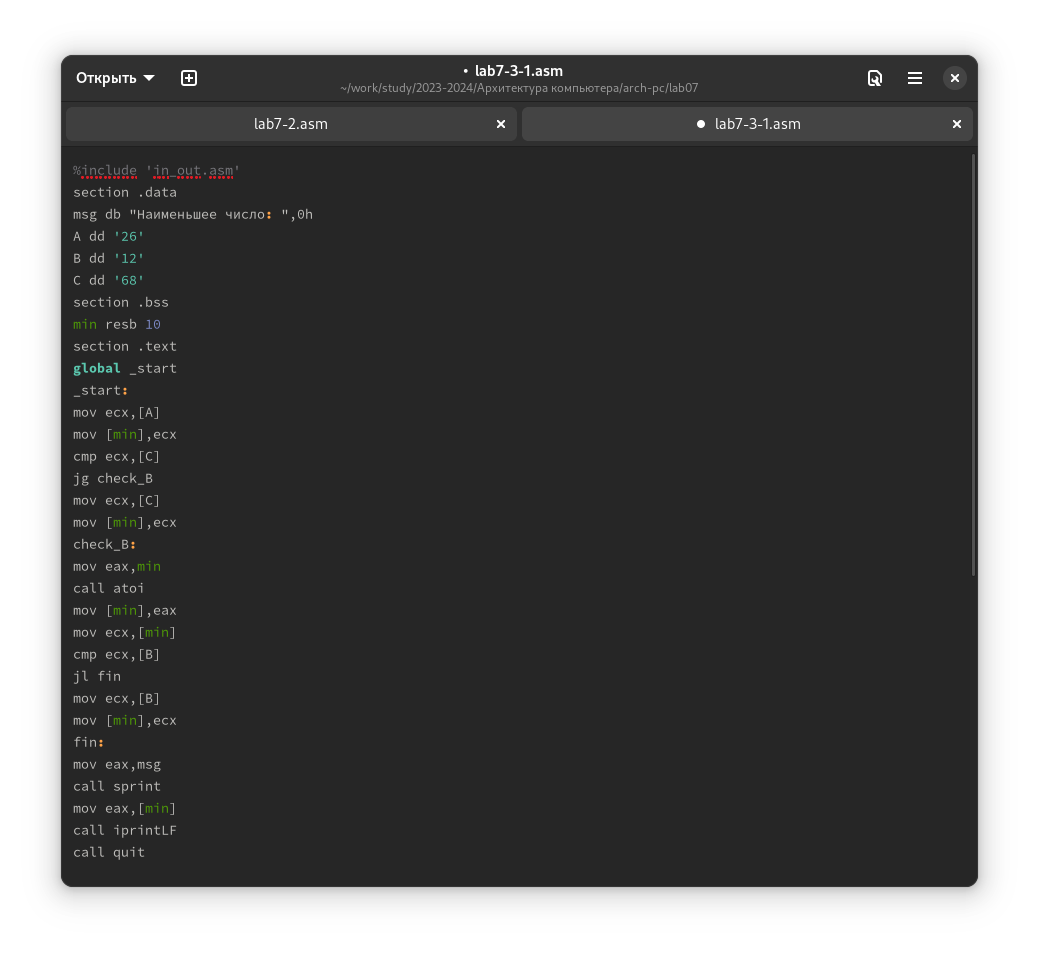 Открыть
• lab7-3-1.asm
~/work/study/2023-2024/Архитектура компьютера/arch-pc/lab07
lab7-2.asm
lab7-3-1.asm
%include 'in_out.asm'
section .data
msg db "Наименьшее число: ",0h
A dd '26'
B dd '12'
C dd '68'
section .bss
min resb 10
section .text
global _start
_start:
mov ecx,[A]
mov [min],ecx
cmp ecx,[C]
jg check_B
mov ecx,[C]
mov [min],ecx
check_B:
mov eax,min
call atoi
mov [min],eax
mov ecx,[min]
cmp ecx,[B]
jl fin
mov ecx,[B]
mov [min],ecx
fin:
mov eax,msg
call sprint
mov eax,[min]
call iprintLF
call quit